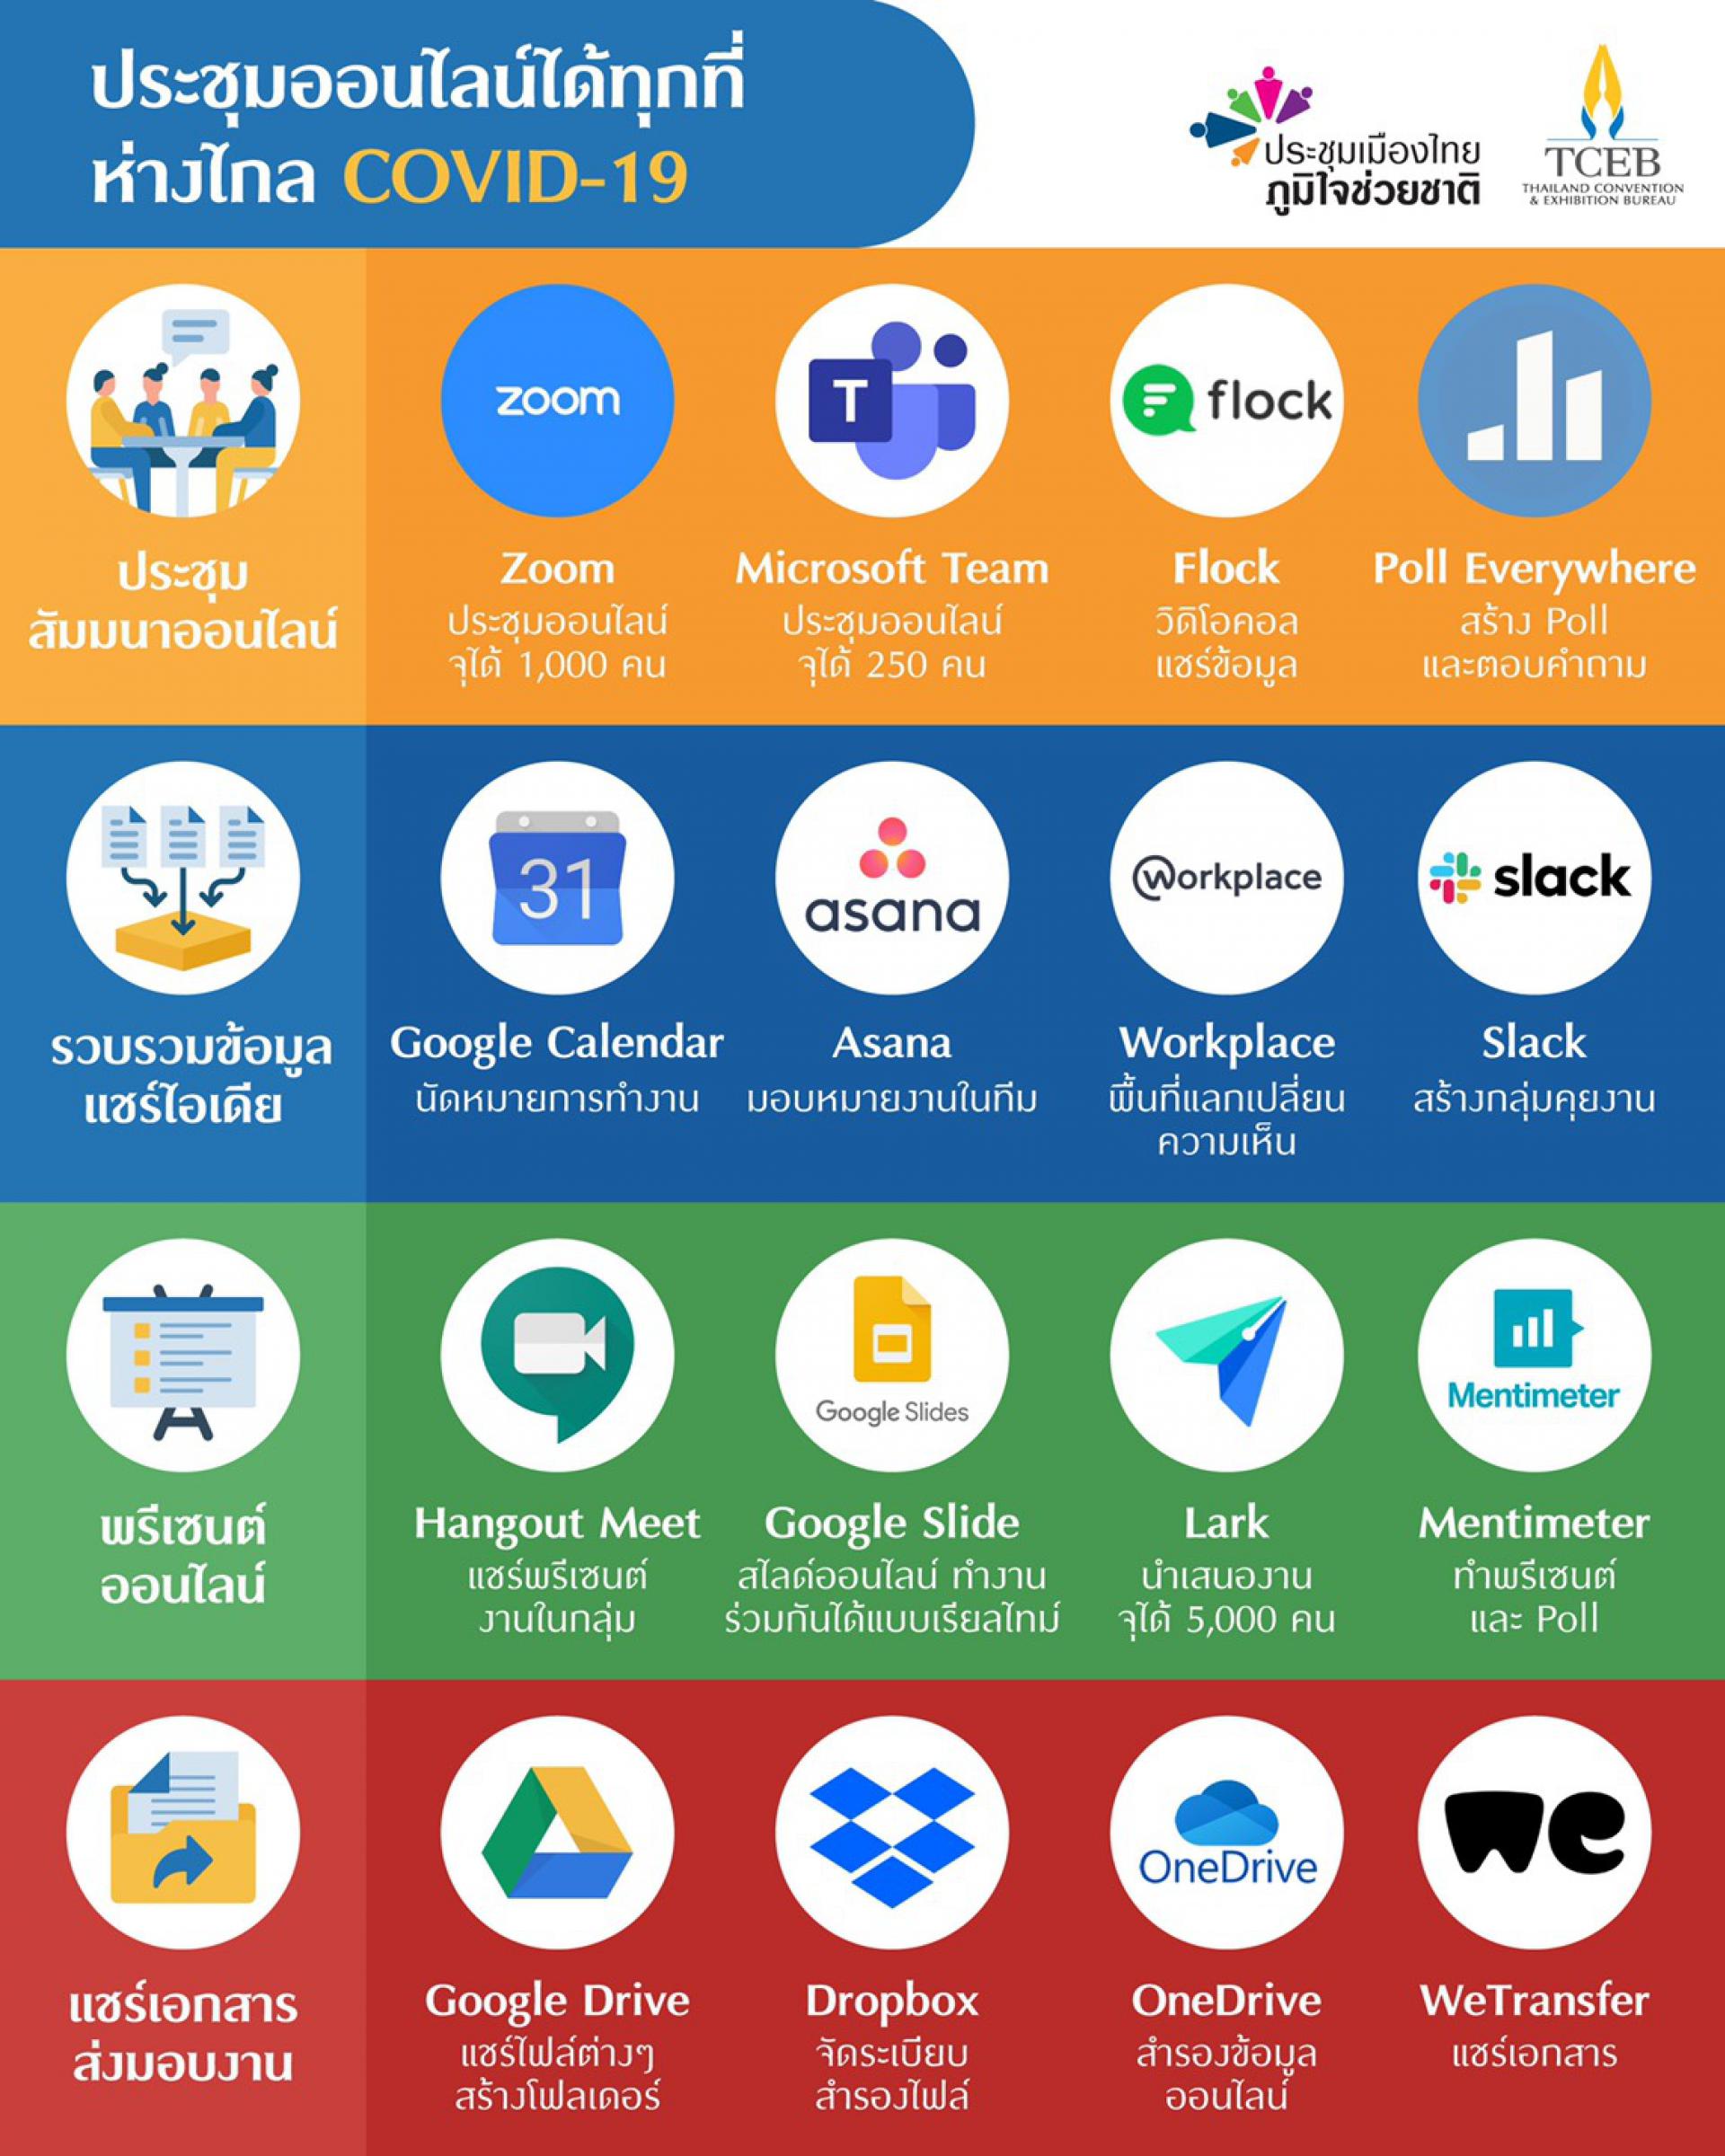 ประชุมออนไลน์ได้ทุกที่
ห่างไกล COVID-19
ประชุมเมืองไทย
ภูมิใจช่วยชาติ
TCEB
THAILAND CONVENTION
& EXHIBITION BUREAU
ประชุม
สัมมนาออนไลน์
zoom
Zoom
ประชุมออนไลน์
จุได้ 1,000 คน
T
Microsoft Team
ประชุมออนไลน์
จุได้ 250 คน
flock
Flock
วิดิโอคอล
แชร์ข้อมูล
Poll Everywhere
สร้าง Poll
และตอบคำถาม
รวบรวมข้อมูล
แชร์ไอเดีย
31
Google Calendar
นัดหมายการทำงาน
asana
Asana
มอบหมายงานในทีม
Workplace
Workplace
พื้นที่แลกเปลี่ยน
ความเห็น
slack
Slack
สร้างกลุ่มคุยงาน
พรีเซนต์
ออนไลน์
Hangout Meet
แชร์พรีเซนต์
งานในกลุ่ม
Google Slides
Google Slide
สไลด์ออนไลน์ ทำงาน
ร่วมกันได้แบบเรียลไทม์
Lark
นำเสนองาน
จุได้ 5,000 คน
Mentimeter
Mentimeter
ทำพรีเซนต์
และ Poll
แชร์เอกสาร
ส่งมอบงาน
Google Drive
แชร์ไฟล์ต่างๆ
สร้างโฟลเดอร์
Dropbox
จัดระเบียบ
สำรองไฟล์
OneDrive
OneDrive
สำรองข้อมูล
ออนไลน์
we
WeTransfer
แชร์เอกสาร